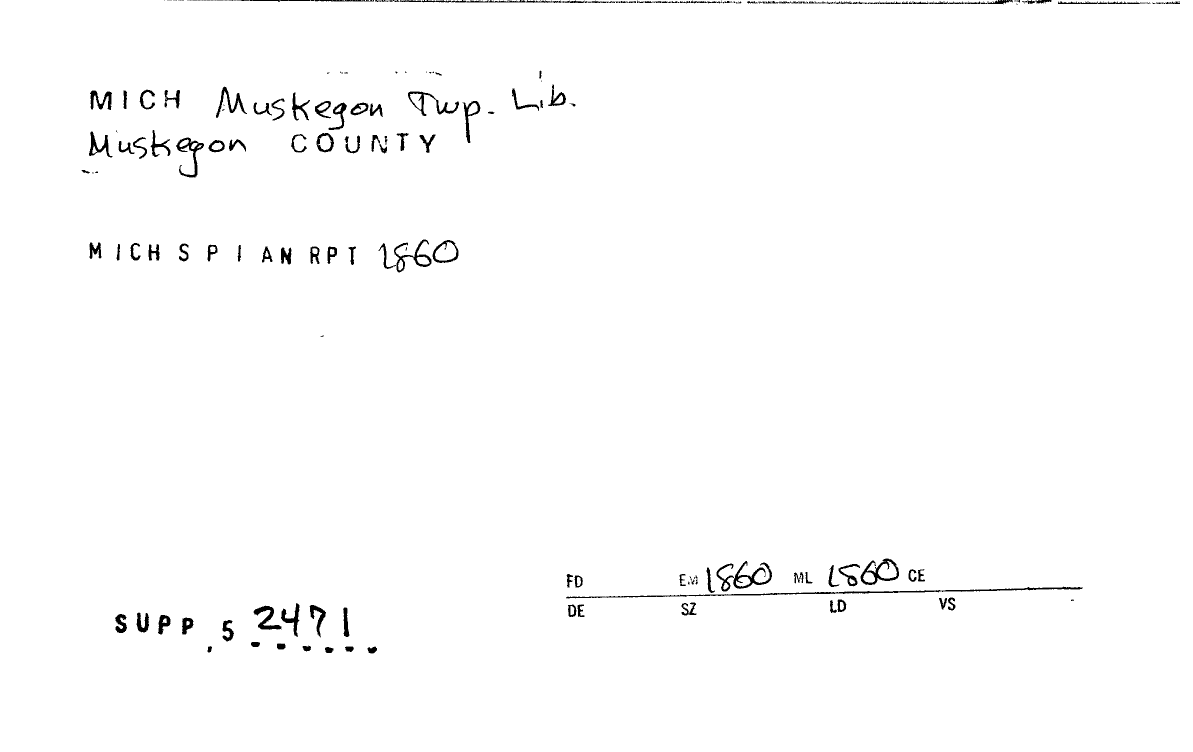 MICH Muskegon Twp. Lib.
Muskegon COUNTY
MICH SPIAN RPT 1860
FD EM 1860 ML 1860 CE
DE SZ LD VS
SUPP 5 2471